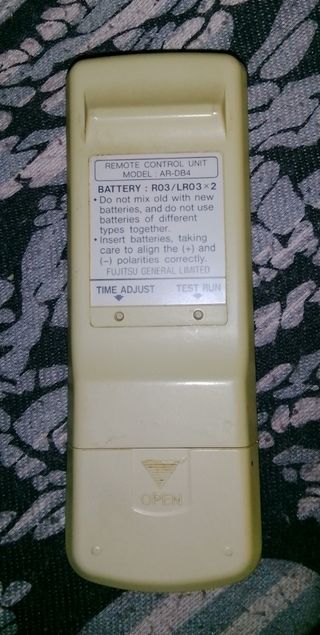 REMOTE CONTROL UNIT
MODEL : AR-DB4
BATTERY : R03/LR03×2
• Do not mix old with new
batteries, and do not use
batteries of different
types together.
• Insert batteries, taking
care to align the (+) and
(−) polarities correctly.
FUJITSU GENERAL LIMITED
TIME ADJUST TEST RUN
OPEN